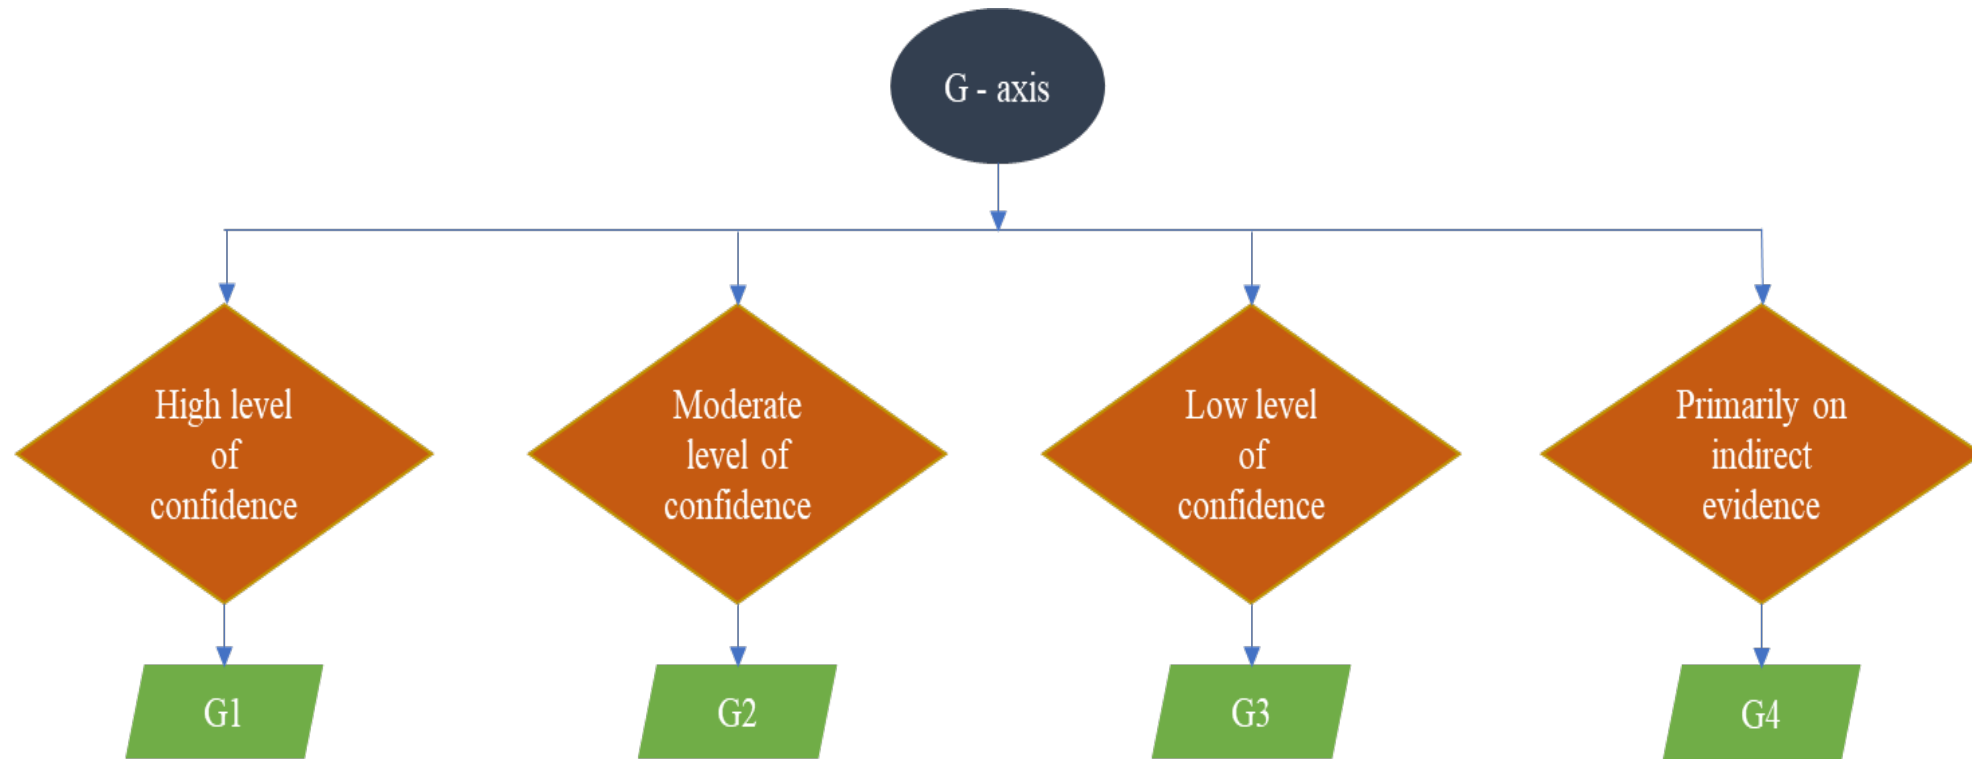 G - axis
High level
of
confidence
Moderate
level of
confidence
Low level
of
confidence
Primarily on
indirect
evidence
G1
G2
G3
G4